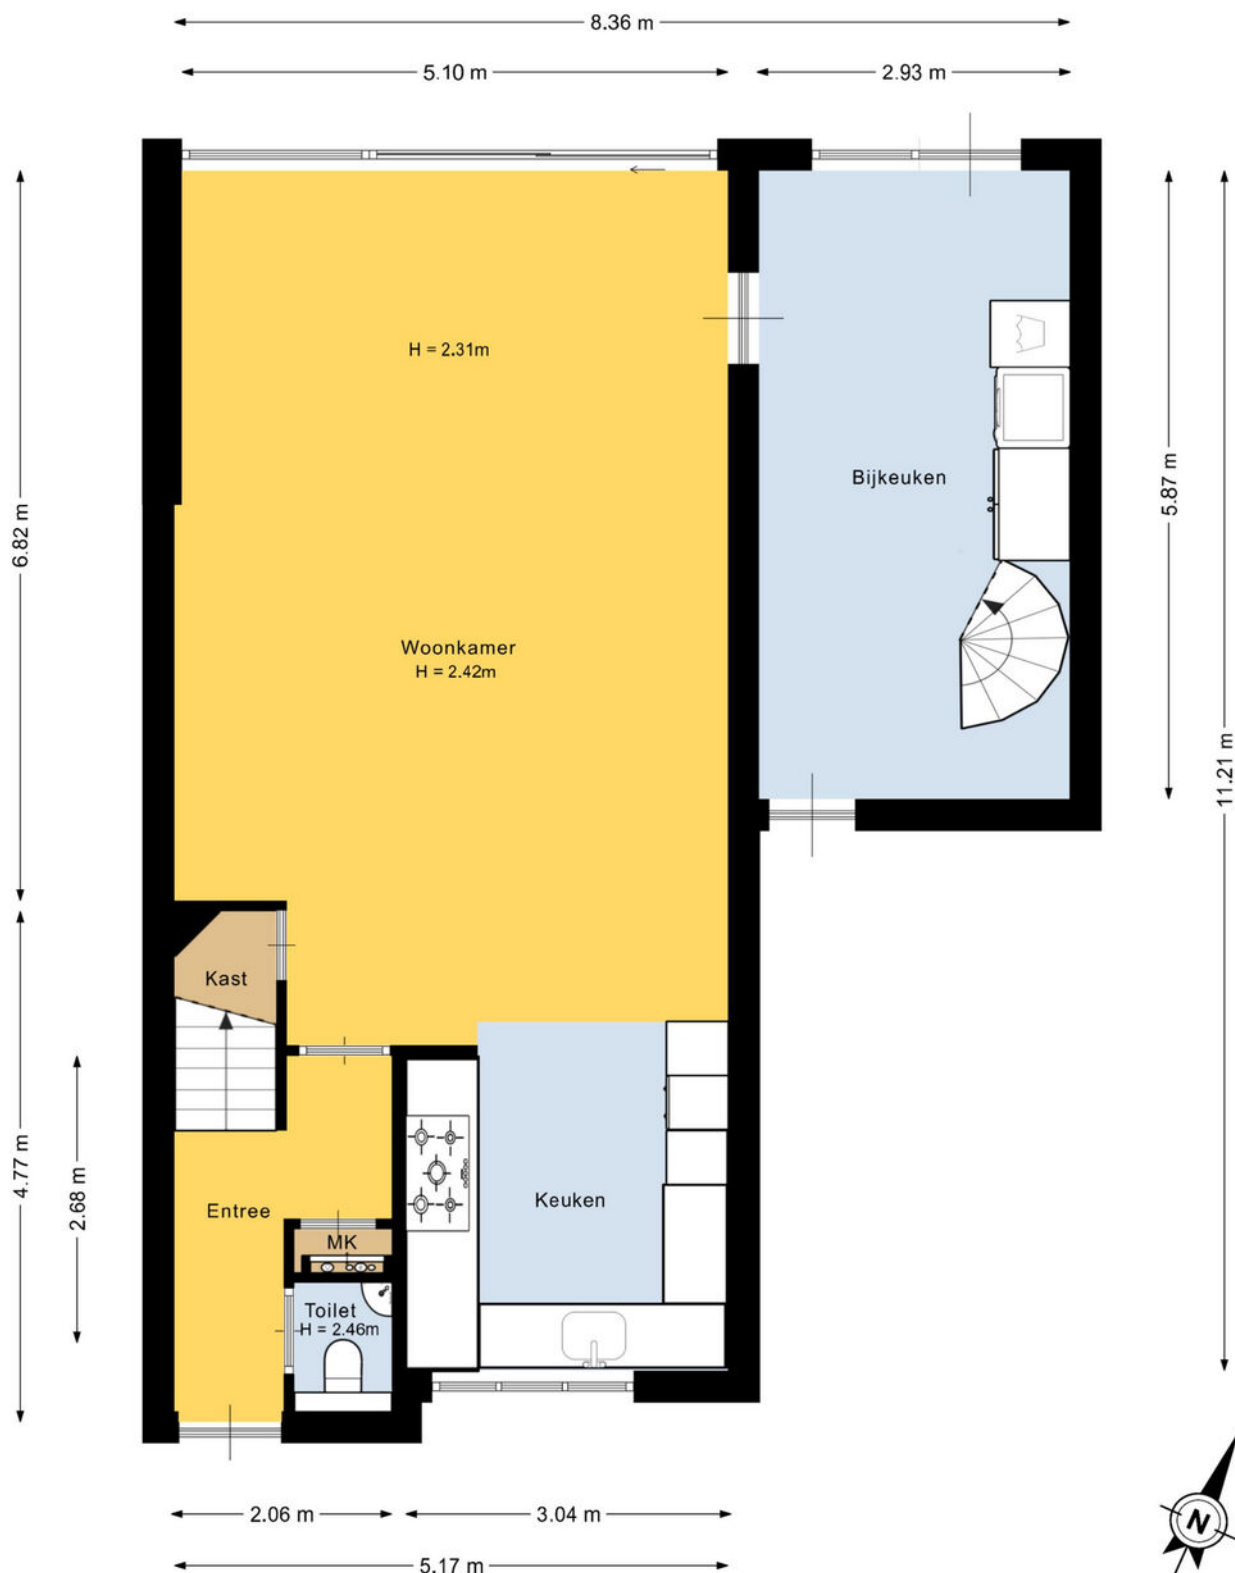 8.36 m
5.10 m
2.93 m
H = 2.31m
Bijkeuken
5.87 m
6.82 m
Woonkamer
H = 2.42m
11.21 m
Kast
4.77 m
2.68 m
Entree
Keuken
MK
Toilet
H = 2.46m
2.06 m
3.04 m
N
5.17 m